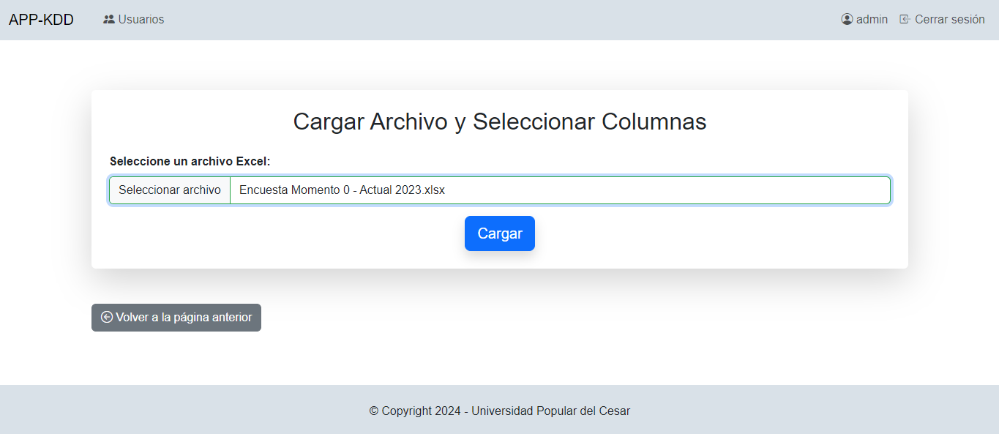 APP-KDD Usuarios admin Cerrar sesión
Cargar Archivo y Seleccionar Columnas
Seleccione un archivo Excel:
Seleccionar archivo Encuesta Momento 0 - Actual 2023.xlsx
Cargar
Volver a la página anterior
© Copyright 2024 - Universidad Popular del Cesar